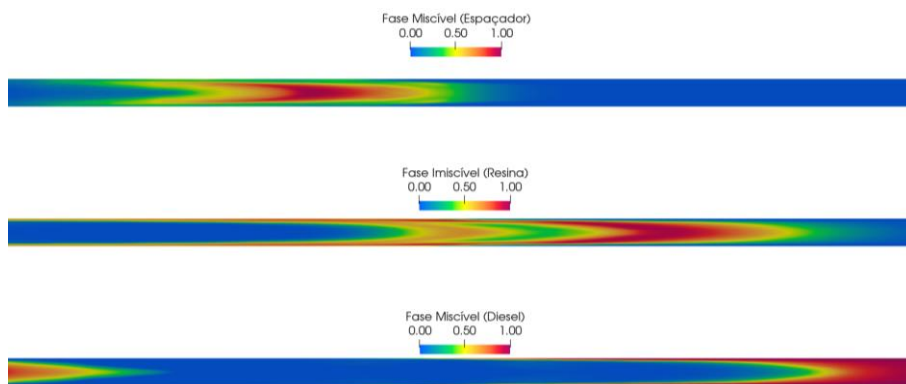 Fase Miscível (Espaçador)
0.00 0.50 1.00
Fase Imiscível (Resina)
0.00 0.50 1.00
Fase Miscível (Diesel)
0.00 0.50 1.00